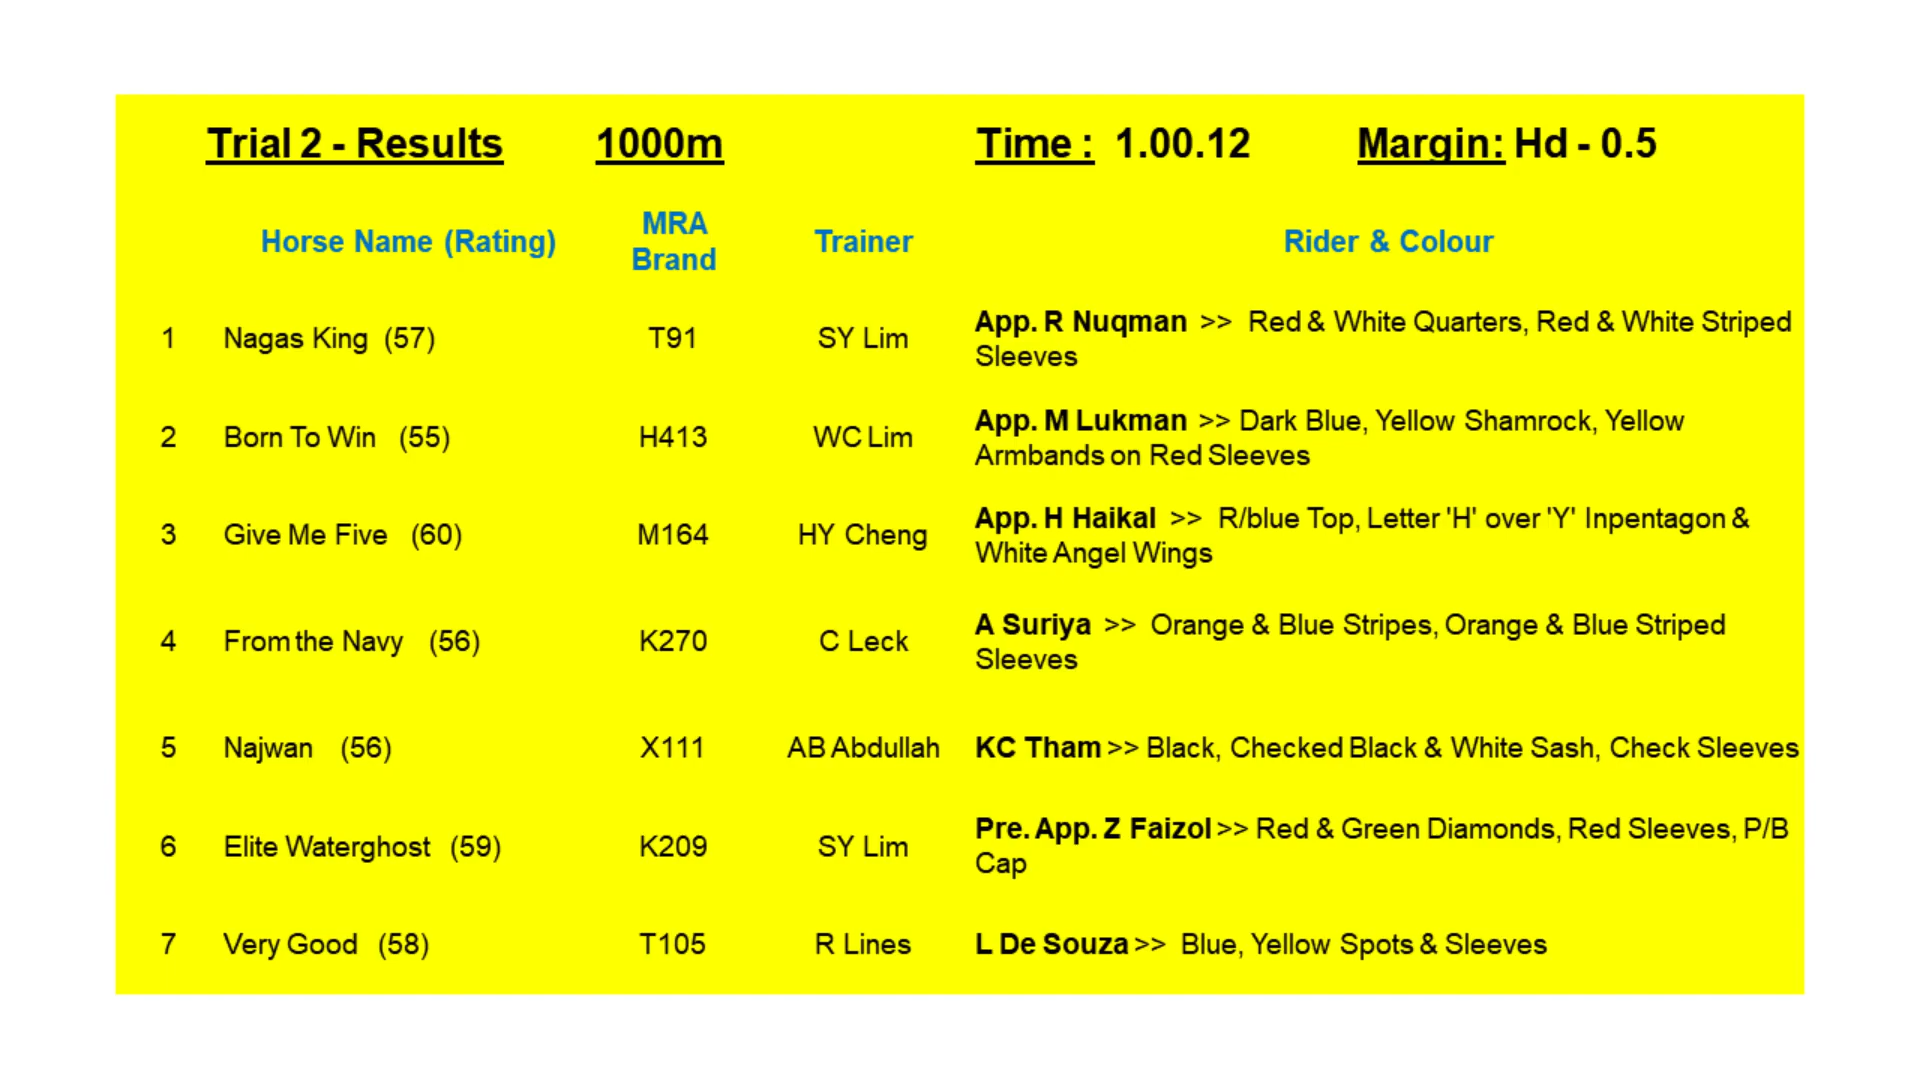 Trial 2 - Results 1000m Time : 1.00.12 Margin: Hd - 0.5
Horse Name (Rating) MRA Brand Trainer Rider & Colour
1 Nagas King (57) T91 SY Lim App. R Nuqman >> Red & White Quarters, Red & White Striped
Sleeves
2 Born To Win (55) H413 WC Lim App. M Lukman >> Dark Blue, Yellow Shamrock, Yellow
Armbands on Red Sleeves
3 Give Me Five (60) M164 HY Cheng App. H Haikal >> R/blue Top, Letter 'H' over 'Y' Inpentagon &
White Angel Wings
4 From the Navy (56) K270 C Leck A Suriya >> Orange & Blue Stripes, Orange & Blue Striped
Sleeves
5 Najwan (56) X111 AB Abdullah KC Tham >> Black, Checked Black & White Sash, Check Sleeves
6 Elite Waterghost (59) K209 SY Lim Pre. App. Z Faizol >> Red & Green Diamonds, Red Sleeves, P/B
Cap
7 Very Good (58) T105 R Lines L De Souza >> Blue, Yellow Spots & Sleeves